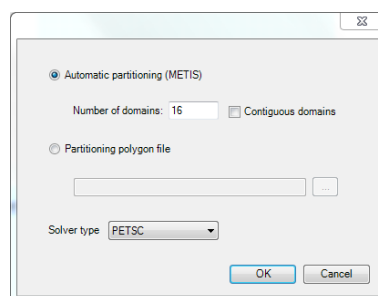 Automatic partitioning (METIS)
Number of domains: 16 Contiguous domains
Partitioning polygon file
...
Solver type PETSC
OK Cancel